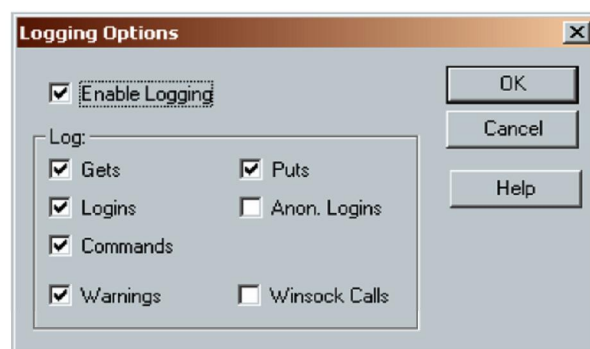 Logging Options
Enable Logging
OK
Cancel
Help
Log:
Gets
Puts
Logins
Anon. Logins
Commands
Warnings
Winsock Calls